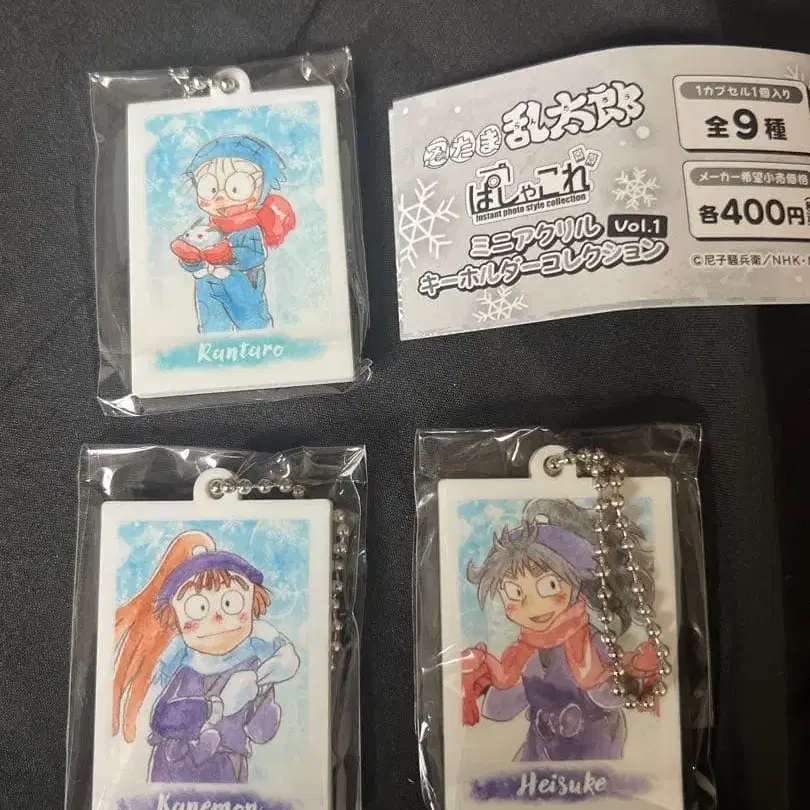 忍たま乱太郎
ぱしゃこれ
Instant photo style collection
ミニアクリル
キーホルダーコレクション
Vol.1
1カプセル1個入り
全9種
メーカー希望小売価格
各400円
©尼子騒兵衛/NHK・
Rantaro
Kanemon
Heisuke